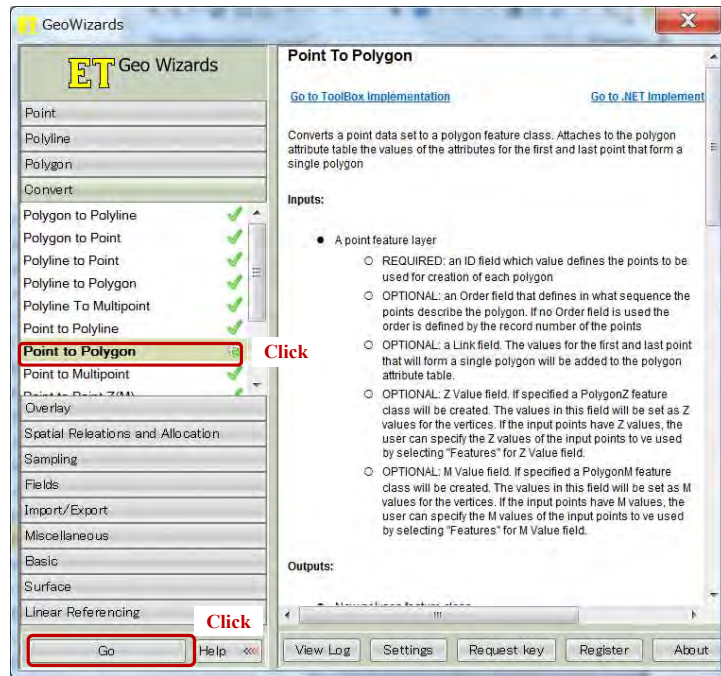 GeoWizards
X
ET Geo Wizards
Point
Polyline
Polygon
Convert
Polygon to Polyline
Polygon to Point
Polyline to Point
Polyline to Polygon
Polyline To Multipoint
Point to Polyline
Point to Polygon
Click
Point to Multipoint
Point to Point Z(M)
Overlay
Spatial Releations and Allocation
Sampling
Fields
Import/Export
Miscellaneous
Basic
Surface
Linear Referencing
Click
Go
Help
Point To Polygon
Go to ToolBox Implementation
Go to .NET Implement
Converts a point data set to a polygon feature class. Attaches to the polygon
attribute table the values of the attributes for the first and last point that form a
single polygon
Inputs:
● A point feature layer
○ REQUIRED: an ID field which value defines the points to be
used for creation of each polygon
○ OPTIONAL: an Order field that defines in what sequence the
points describe the polygon. If no Order field is used the
order is defined by the record number of the points
○ OPTIONAL: a Link field. The values for the first and last point
that will form a single polygon will be added to the polygon
attribute table.
○ OPTIONAL: Z Value field. If specified a PolygonZ feature
class will be created. The values in this field will be set as Z
values for the vertices. If the input points have Z values, the
user can specify the Z values of the input points to ve used
by selecting "Features" for Z Value field.
○ OPTIONAL: M Value field. If specified a PolygonM feature
class will be created. The values in this field will be set as M
values for the vertices. If the input points have M values, the
user can specify the M values of the input points to ve used
by selecting "Features" for M Value field.
Outputs:
View Log
Settings
Request key
Register
About